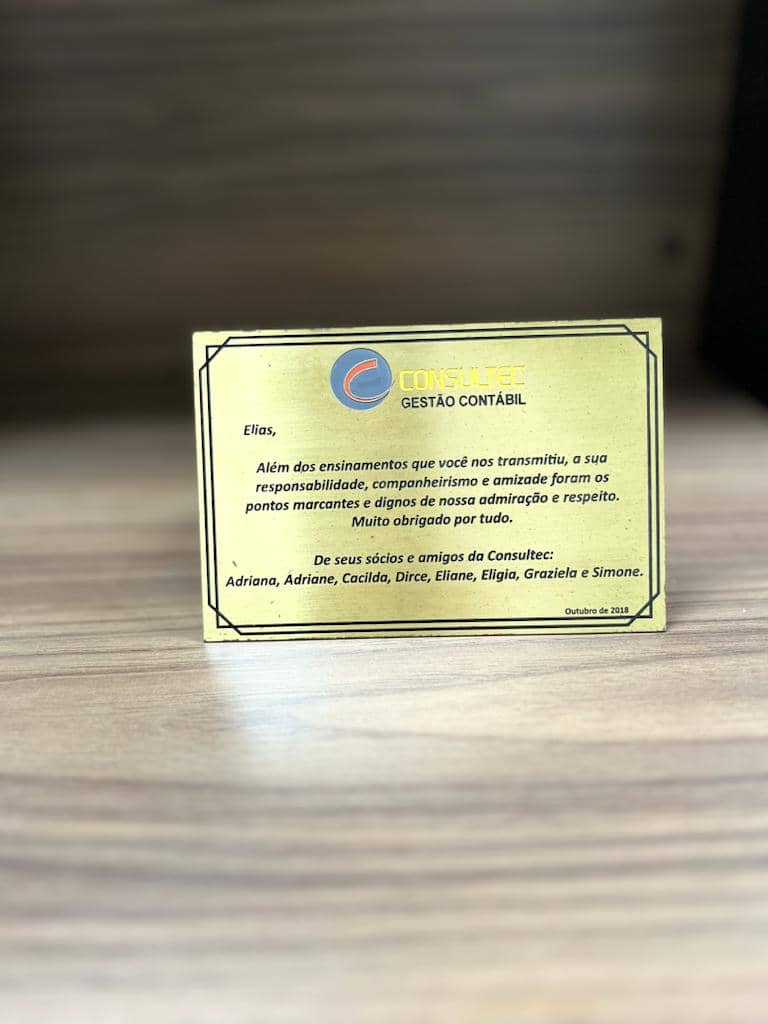 CONSULTEC
GESTÃO CONTÁBIL
Elias,
Além dos ensinamentos que você nos transmitiu, a sua
responsabilidade, companheirismo e amizade foram os
pontos marcantes e dignos de nossa admiração e respeito.
Muito obrigado por tudo.
De seus sócios e amigos da Consultec:
Adriana, Adriane, Cacilda, Dirce, Eliane, Eligia, Graziela e Simone.
Outubro de 2018